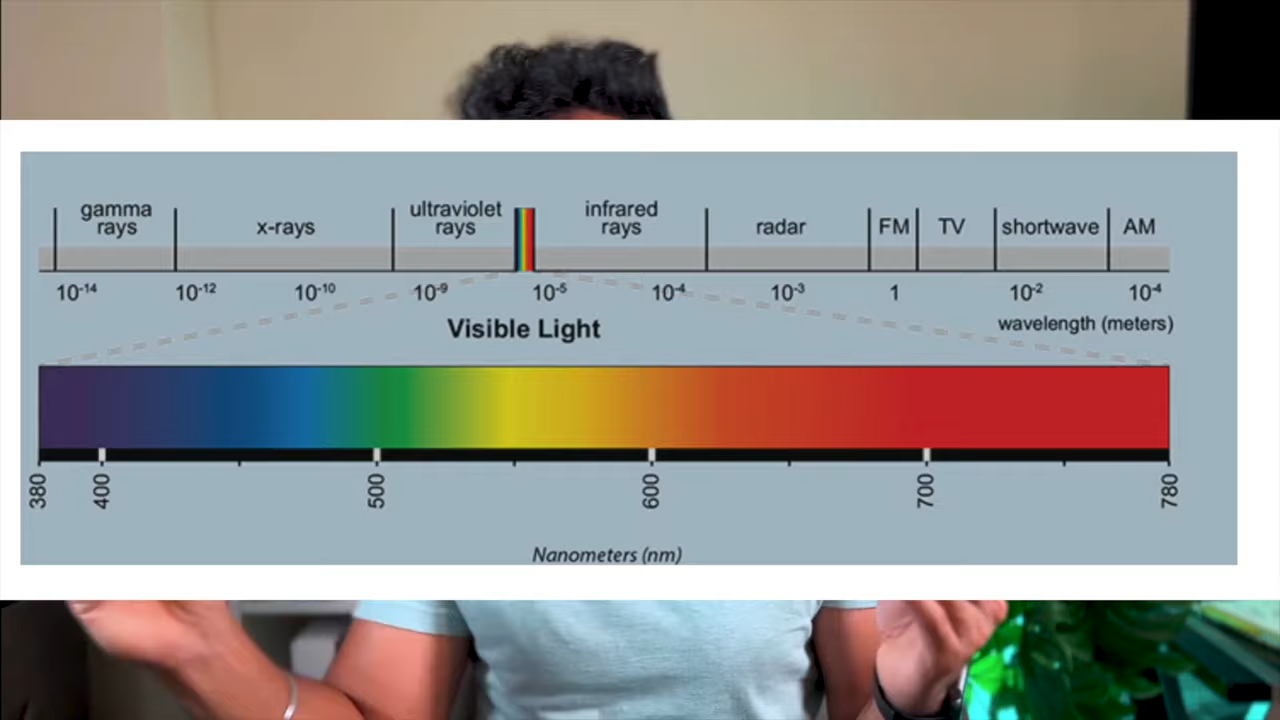 gamma rays
x-rays
ultraviolet rays
infrared rays
radar
FM
TV
shortwave
AM
10-14
10-12
10-10
10-9
10-5
10-4
10-3
1
10-2
10-4
wavelength (meters)
Visible Light
380
400
500
600
700
780
Nanometers (nm)